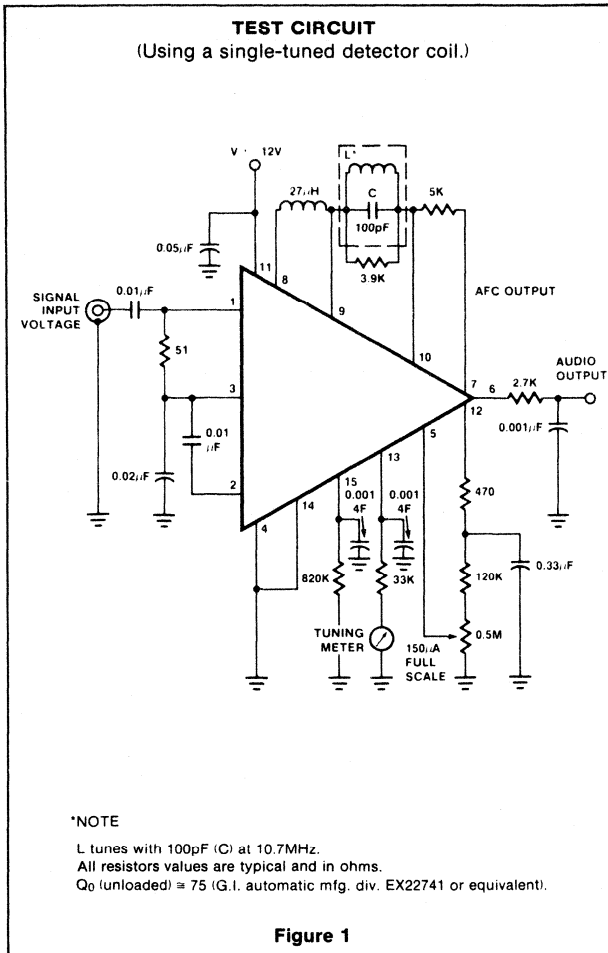 TEST CIRCUIT
(Using a single-tuned detector coil.)
V · 12V
L*
27μH
C
100pF
5K
0.05μF
3.9K
11
8
9
10
AFC OUTPUT
SIGNAL
INPUT
VOLTAGE
0.01μF
1
51
AUDIO
OUTPUT
7
6
2.7K
3
12
5
0.001μF
0.01
μF
13
0.02μF
2
15
14
4
0.001
4F
0.001
4F
470
820K
33K
120K
0.33μF
TUNING
METER
150μA
FULL
SCALE
0.5M
*NOTE
L tunes with 100pF (C) at 10.7MHz.
All resistors values are typical and in ohms.
Q0 (unloaded) ≅ 75 (G.I. automatic mfg. div. EX22741 or equivalent).
Figure 1